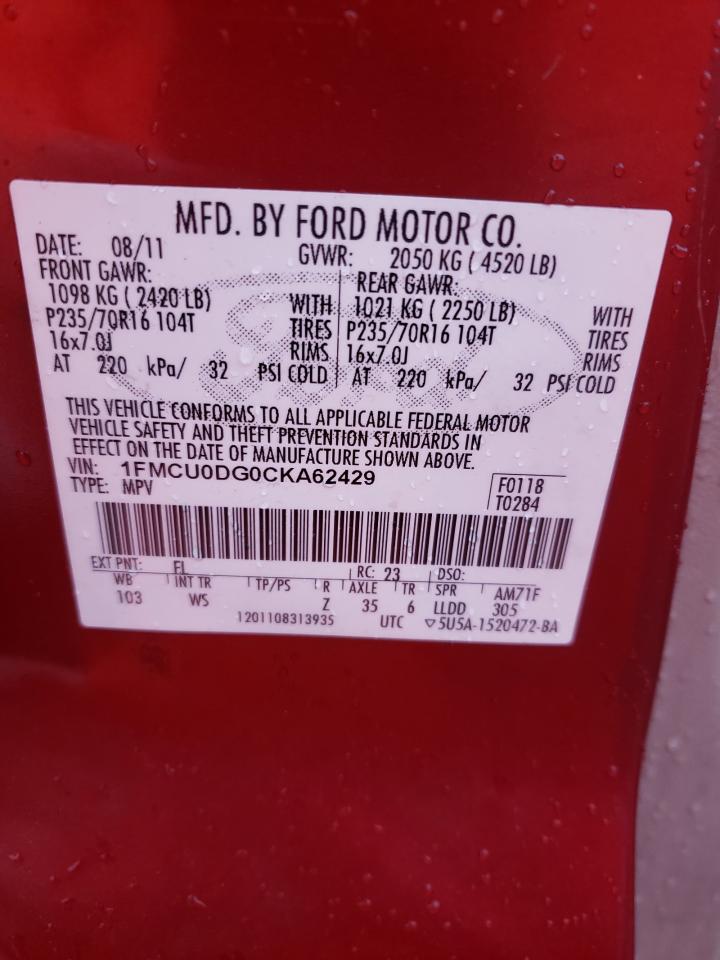 MFD. BY FORD MOTOR CO.
DATE: 08/11 GVWR: 2050 KG ( 4520 LB)
FRONT GAWR: REAR GAWR:
1098 KG ( 2420 LB) WITH 1021 KG ( 2250 LB) WITH
P235/70R16 104T TIRES P235/70R16 104T TIRES
16x7.0J RIMS 16x7.0J RIMS
AT 220 kPa/ 32 PSI COLD AT 220 kPa/ 32 PSI COLD
THIS VEHICLE CONFORMS TO ALL APPLICABLE FEDERAL MOTOR
VEHICLE SAFETY AND THEFT PREVENTION STANDARDS IN
EFFECT ON THE DATE OF MANUFACTURE SHOWN ABOVE.
VIN: 1FMCU0DG0CKA62429 F0118
TYPE: MPV T0284
EXT PNT: EL RC: 23 DSO:
WB INT TR TP/PS R AXLE TR SPR AM71F
103 WS Z 35 6 LLDD 305
1201108313935 UTC ▽5U5A-1520472-BA